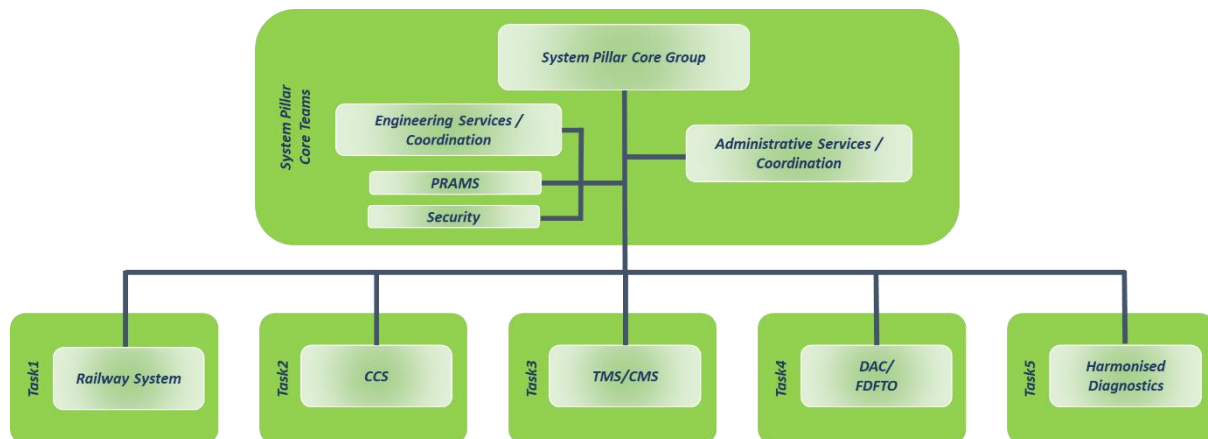 System Pillar Core Group
System Pillar
Core Teams
Engineering Services /
Coordination
Administrative Services /
Coordination
PRAMS
Security
Task1
Railway System
Task2
CCS
Task3
TMS/CMS
Task4
DAC/
FDFTO
Task5
Harmonised
Diagnostics